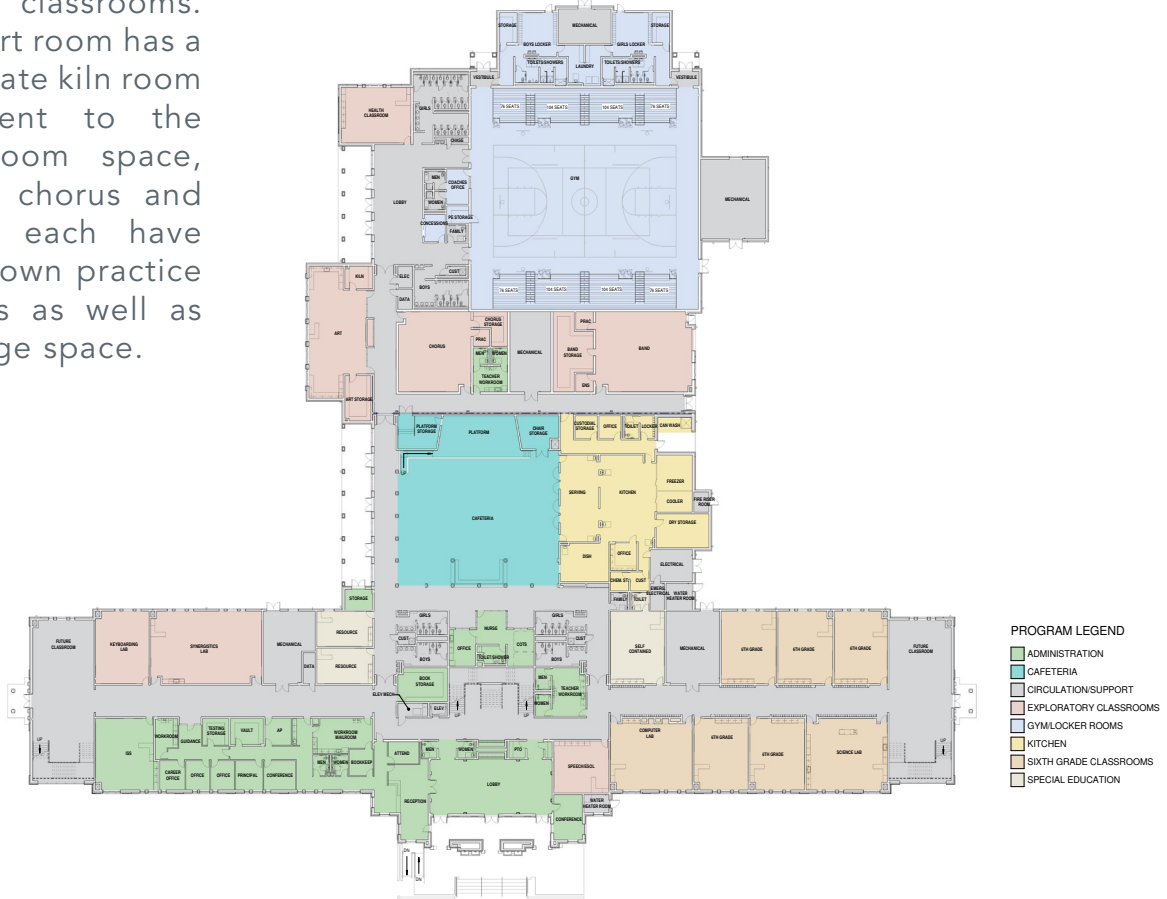 classrooms.
rt room has a
ate kiln room
ent to the
oom space,
chorus and
each have
own practice
s as well as
ge space.
STORAGE
MECHANICAL
STORAGE
BOYS LOCKER
GIRLS LOCKER
TOILETS/SHOWERS
LAUNDRY
TOILETS/SHOWERS
VESTIBULE
VESTIBULE
76 SEATS
104 SEATS
104 SEATS
76 SEATS
HEALTH
CLASSROOM
GIRLS
CHASE
MEN
COACHES
OFFICE
GYM
LOBBY
WOMEN
MECHANICAL
PE STORAGE
CONCESSIONS
FAMILY
KILN
ELEC
CUST
BOYS
DATA
76 SEATS
104 SEATS
104 SEATS
76 SEATS
ART
CHORUS
CHORUS
STORAGE
PRAC
MEN
WOMEN
TEACHER
WORKROOM
MECHANICAL
PRAC
BAND
STORAGE
BAND
ENS
ART STORAGE
PLATFORM
STORAGE
PLATFORM
CHAIR
STORAGE
CUSTODIAL
STORAGE
OFFICE
TOILET
LOCKER
CAN WASH
UP
SERVING
KITCHEN
FREEZER
COOLER
FIRE RISER
ROOM
CAFETERIA
DRY STORAGE
DISH
OFFICE
ELECTRICAL
CHEM. ST
CUST
EMERG
ELECTRICAL
WATER
HEATER ROOM
FAMILY
TOILET
STORAGE
FUTURE
CLASSROOM
KEYBOARDING
LAB
SYNERGISTICS
LAB
MECHANICAL
DATA
RESOURCE
RESOURCE
GIRLS
CUST
BOYS
NURSE
OFFICE
COTS
TOILET/SHOWER
GIRLS
CUST
BOYS
SELF
CONTAINED
MECHANICAL
6TH GRADE
6TH GRADE
6TH GRADE
FUTURE
CLASSROOM
BOOK
STORAGE
ELEV MECH
ELEV
UP
UP
MEN
WOMEN
TEACHER
WORKROOM
UP
ISS
WORKROOM
GUIDANCE
TESTING
STORAGE
VAULT
AP
WORKROOM
MAILROOM
CAREER
OFFICE
OFFICE
OFFICE
PRINCIPAL
CONFERENCE
MEN
WOMEN
BOOKKEEP
ATTEND
MEN
WOMEN
PTO
RECEPTION
LOBBY
SPEECH/ESOL
WATER
HEATER ROOM
CONFERENCE
COMPUTER
LAB
6TH GRADE
6TH GRADE
SCIENCE LAB
UP
DN
DN
PROGRAM LEGEND
ADMINISTRATION
CAFETERIA
CIRCULATION/SUPPORT
EXPLORATORY CLASSROOMS
GYM/LOCKER ROOMS
KITCHEN
SIXTH GRADE CLASSROOMS
SPECIAL EDUCATION